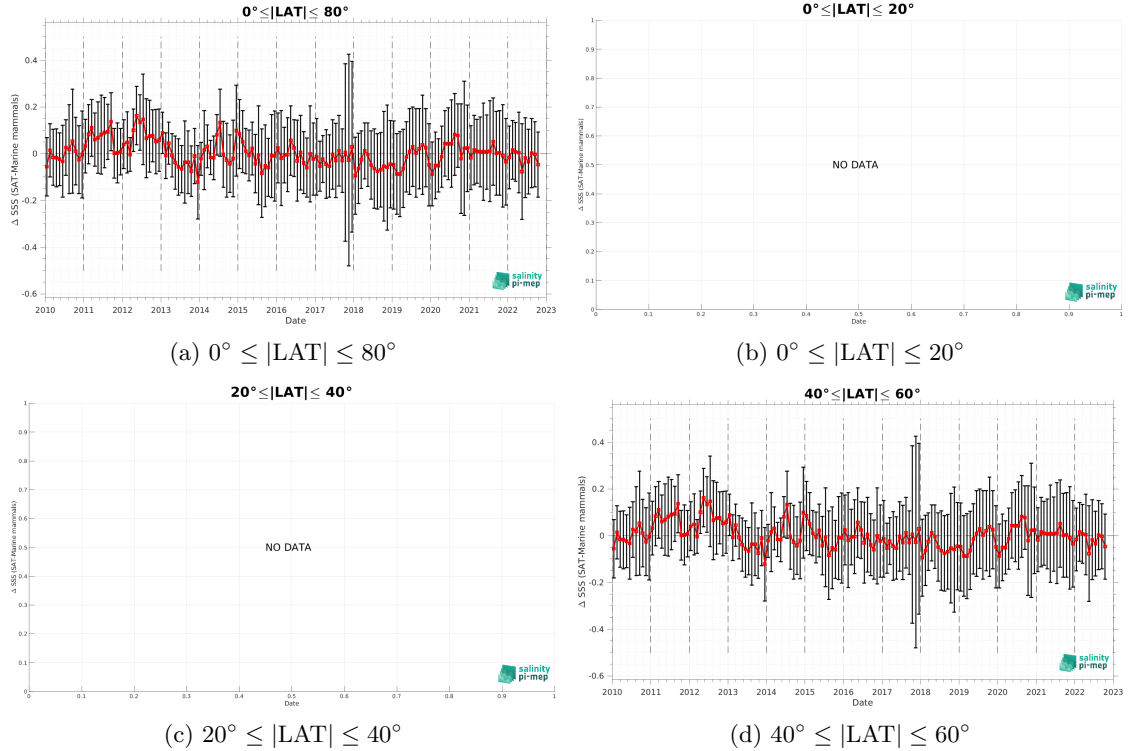 0°≤|LAT|≤ 80°
Δ SSS (SAT-Marine mammals)
0.4
0.2
0
-0.2
-0.4
-0.6
2010 2011 2012 2013 2014 2015 2016 2017 2018 2019 2020 2021 2022 2023
Date
salinity
pi-mep
(a) 0° ≤ |LAT| ≤ 80°
0°≤|LAT|≤ 20°
Δ SSS (SAT-Marine mammals)
1
0.9
0.8
0.7
0.6
0.5
0.4
0.3
0.2
0.1
0
NO DATA
0 0.1 0.2 0.3 0.4 0.5 0.6 0.7 0.8 0.9 1
Date
salinity
pi-mep
(b) 0° ≤ |LAT| ≤ 20°
20°≤|LAT|≤ 40°
Δ SSS (SAT-Marine mammals)
1
0.9
0.8
0.7
0.6
0.5
0.4
0.3
0.2
0.1
0
NO DATA
0 0.1 0.2 0.3 0.4 0.5 0.6 0.7 0.8 0.9 1
Date
salinity
pi-mep
(c) 20° ≤ |LAT| ≤ 40°
40°≤|LAT|≤ 60°
Δ SSS (SAT-Marine mammals)
0.4
0.2
0
-0.2
-0.4
-0.6
2010 2011 2012 2013 2014 2015 2016 2017 2018 2019 2020 2021 2022 2023
Date
salinity
pi-mep
(d) 40° ≤ |LAT| ≤ 60°